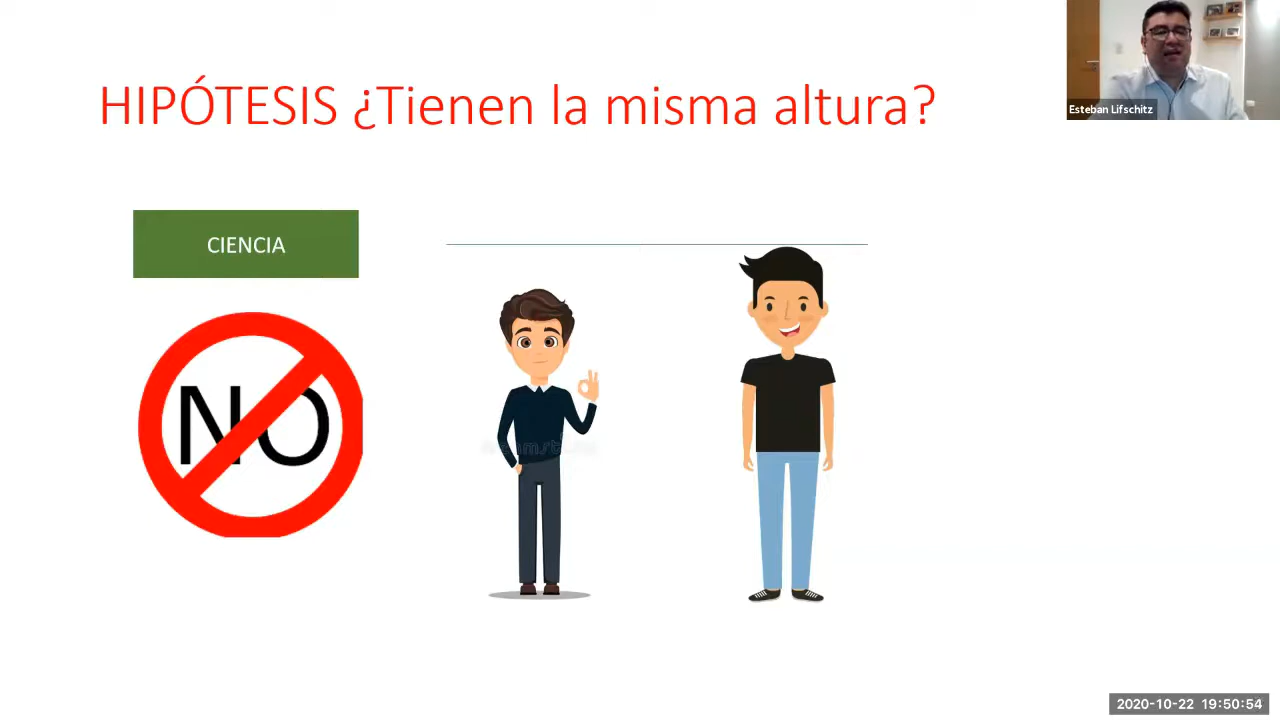 HIPÓTESIS ¿Tienen la misma altura?
Esteban Lifschitz
CIENCIA
NO
2020-10-22 19:50:54